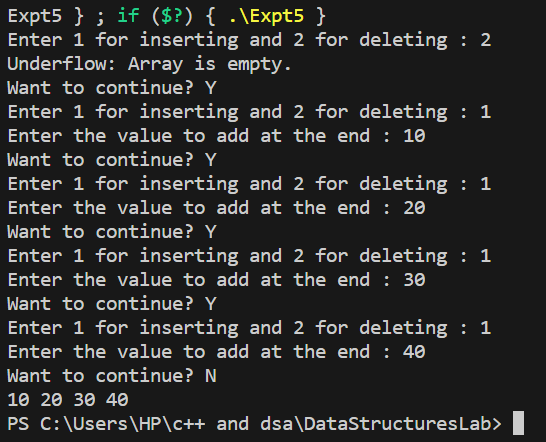 Expt5 } ; if ($?) { .\Expt5 }
Enter 1 for inserting and 2 for deleting : 2
Underflow: Array is empty.
Want to continue? Y
Enter 1 for inserting and 2 for deleting : 1
Enter the value to add at the end : 10
Want to continue? Y
Enter 1 for inserting and 2 for deleting : 1
Enter the value to add at the end : 20
Want to continue? Y
Enter 1 for inserting and 2 for deleting : 1
Enter the value to add at the end : 30
Want to continue? Y
Enter 1 for inserting and 2 for deleting : 1
Enter the value to add at the end : 40
Want to continue? N
10 20 30 40
PS C:\Users\HP\c++ and dsa\DataStructuresLab>